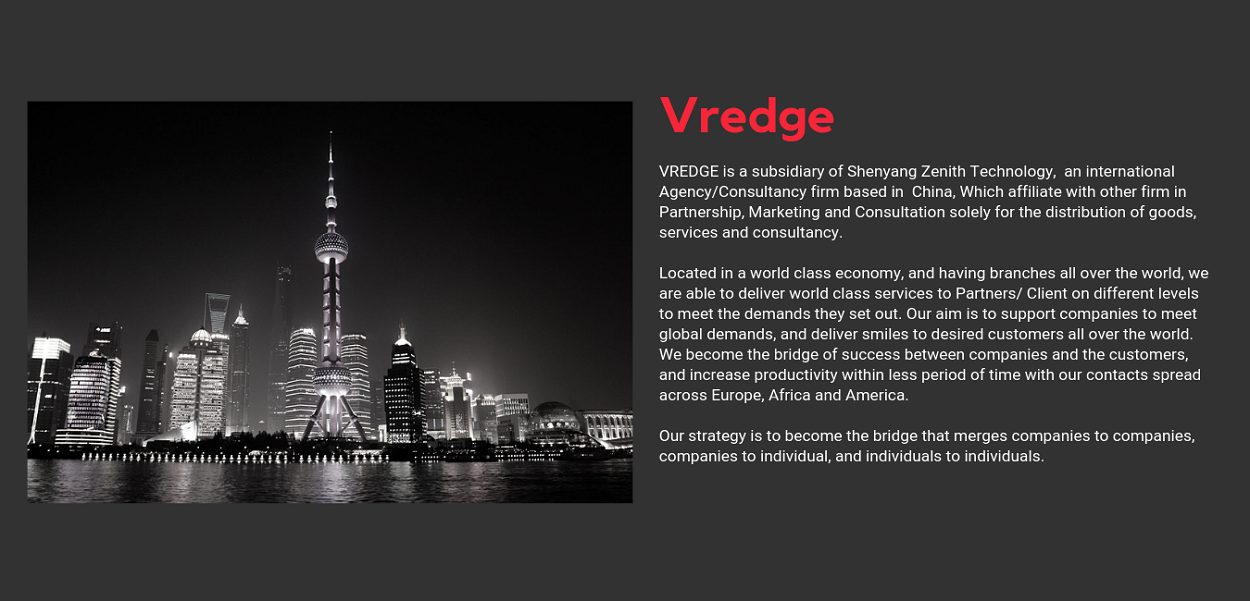 Vredge
VREDGE is a subsidiary of Shenyang Zenith Technology,  an international
Agency/Consultancy firm based in  China, Which affiliate with other firm in
Partnership, Marketing and Consultation solely for the distribution of goods,
services and consultancy.
Located in a world class economy, and having branches all over the world, we
are able to deliver world class services to Partners/ Client on different levels
to meet the demands they set out. Our aim is to support companies to meet
global demands, and deliver smiles to desired customers all over the world.
We become the bridge of success between companies and the customers,
and increase productivity within less period of time with our contacts spread
across Europe, Africa and America.
Our strategy is to become the bridge that merges companies to companies,
companies to individual, and individuals to individuals.